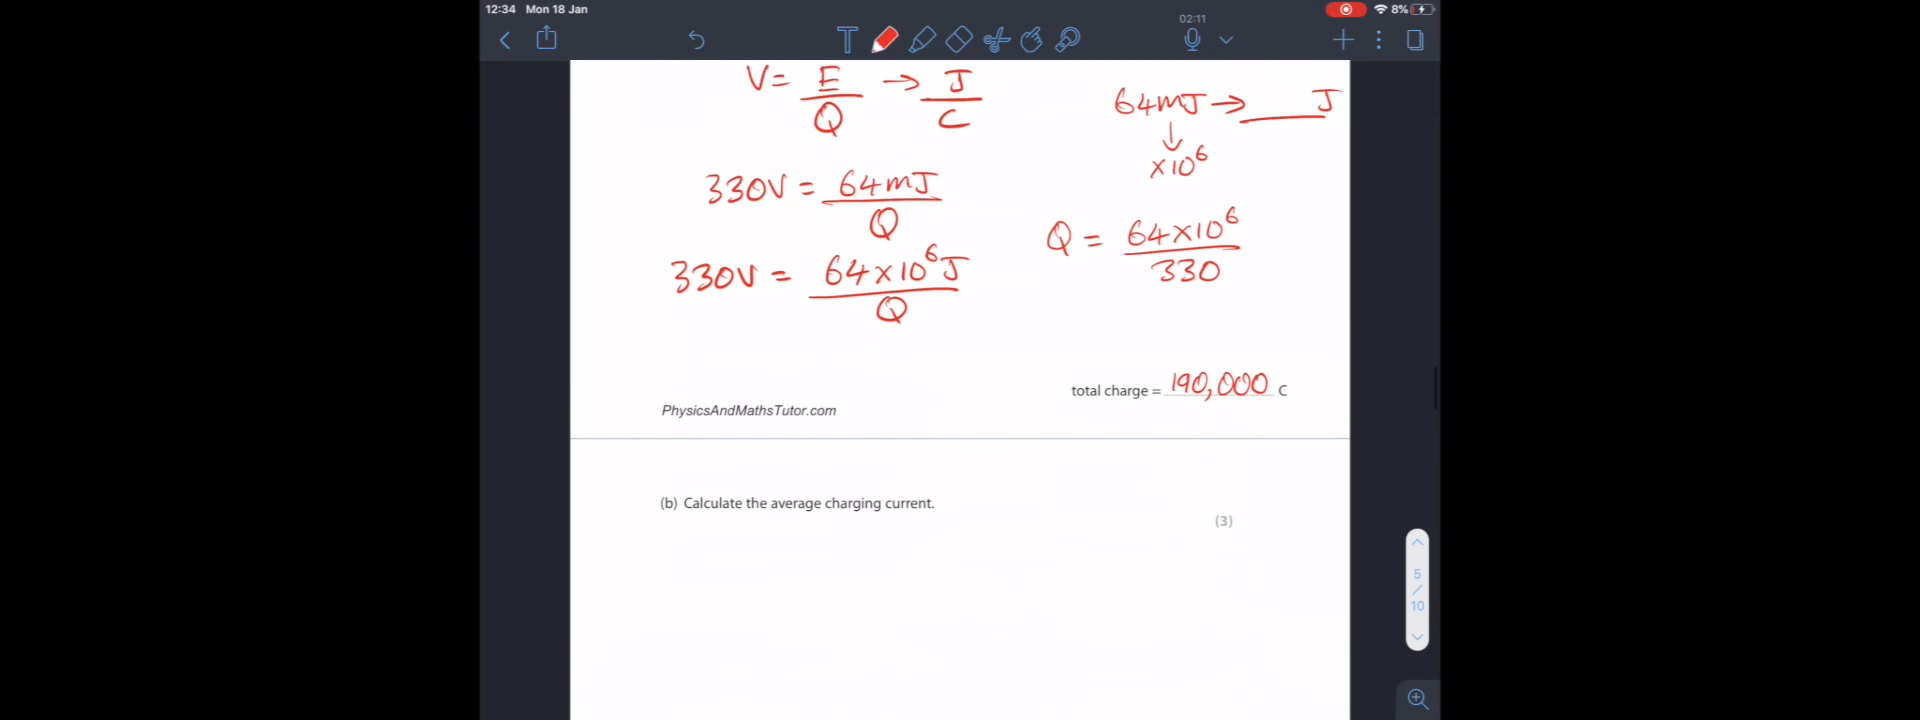 12:34 Mon 18 Jan
8%
02:11
V = E/Q → J/C
64mJ → ___ J
↓
×10⁶
330V = 64mJ/Q
Q = 64×10⁶/330
330V = 64×10⁶J/Q
total charge = 190,000 C
PhysicsAndMathsTutor.com
(b) Calculate the average charging current.
(3)
5
/
10